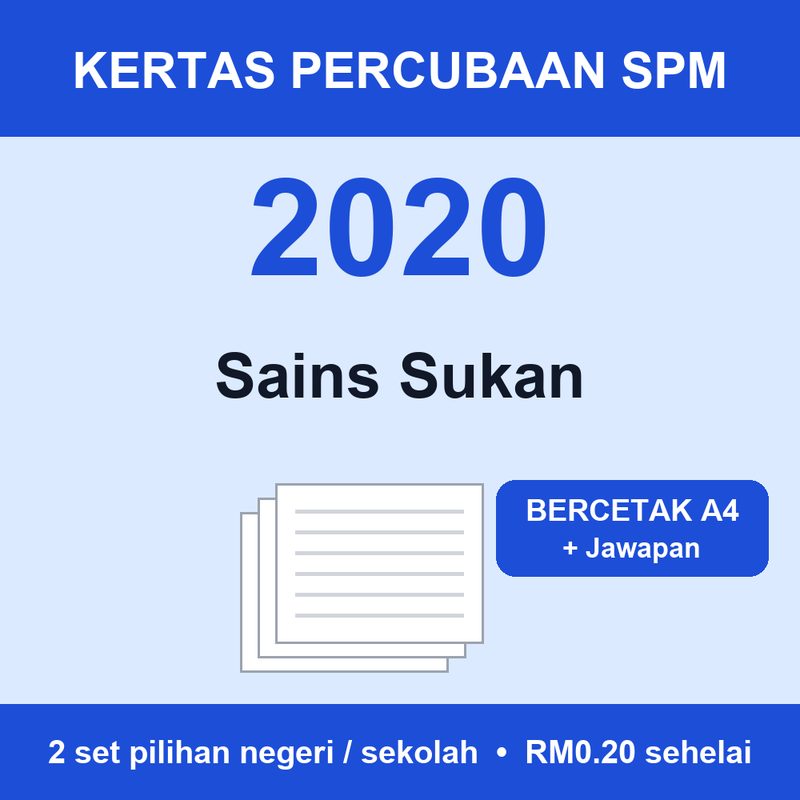 KERTAS PERCUBAAN SPM
2020
Sains Sukan
BERCETAK A4
+ Jawapan
2 set pilihan negeri / sekolah • RM0.20 sehelai